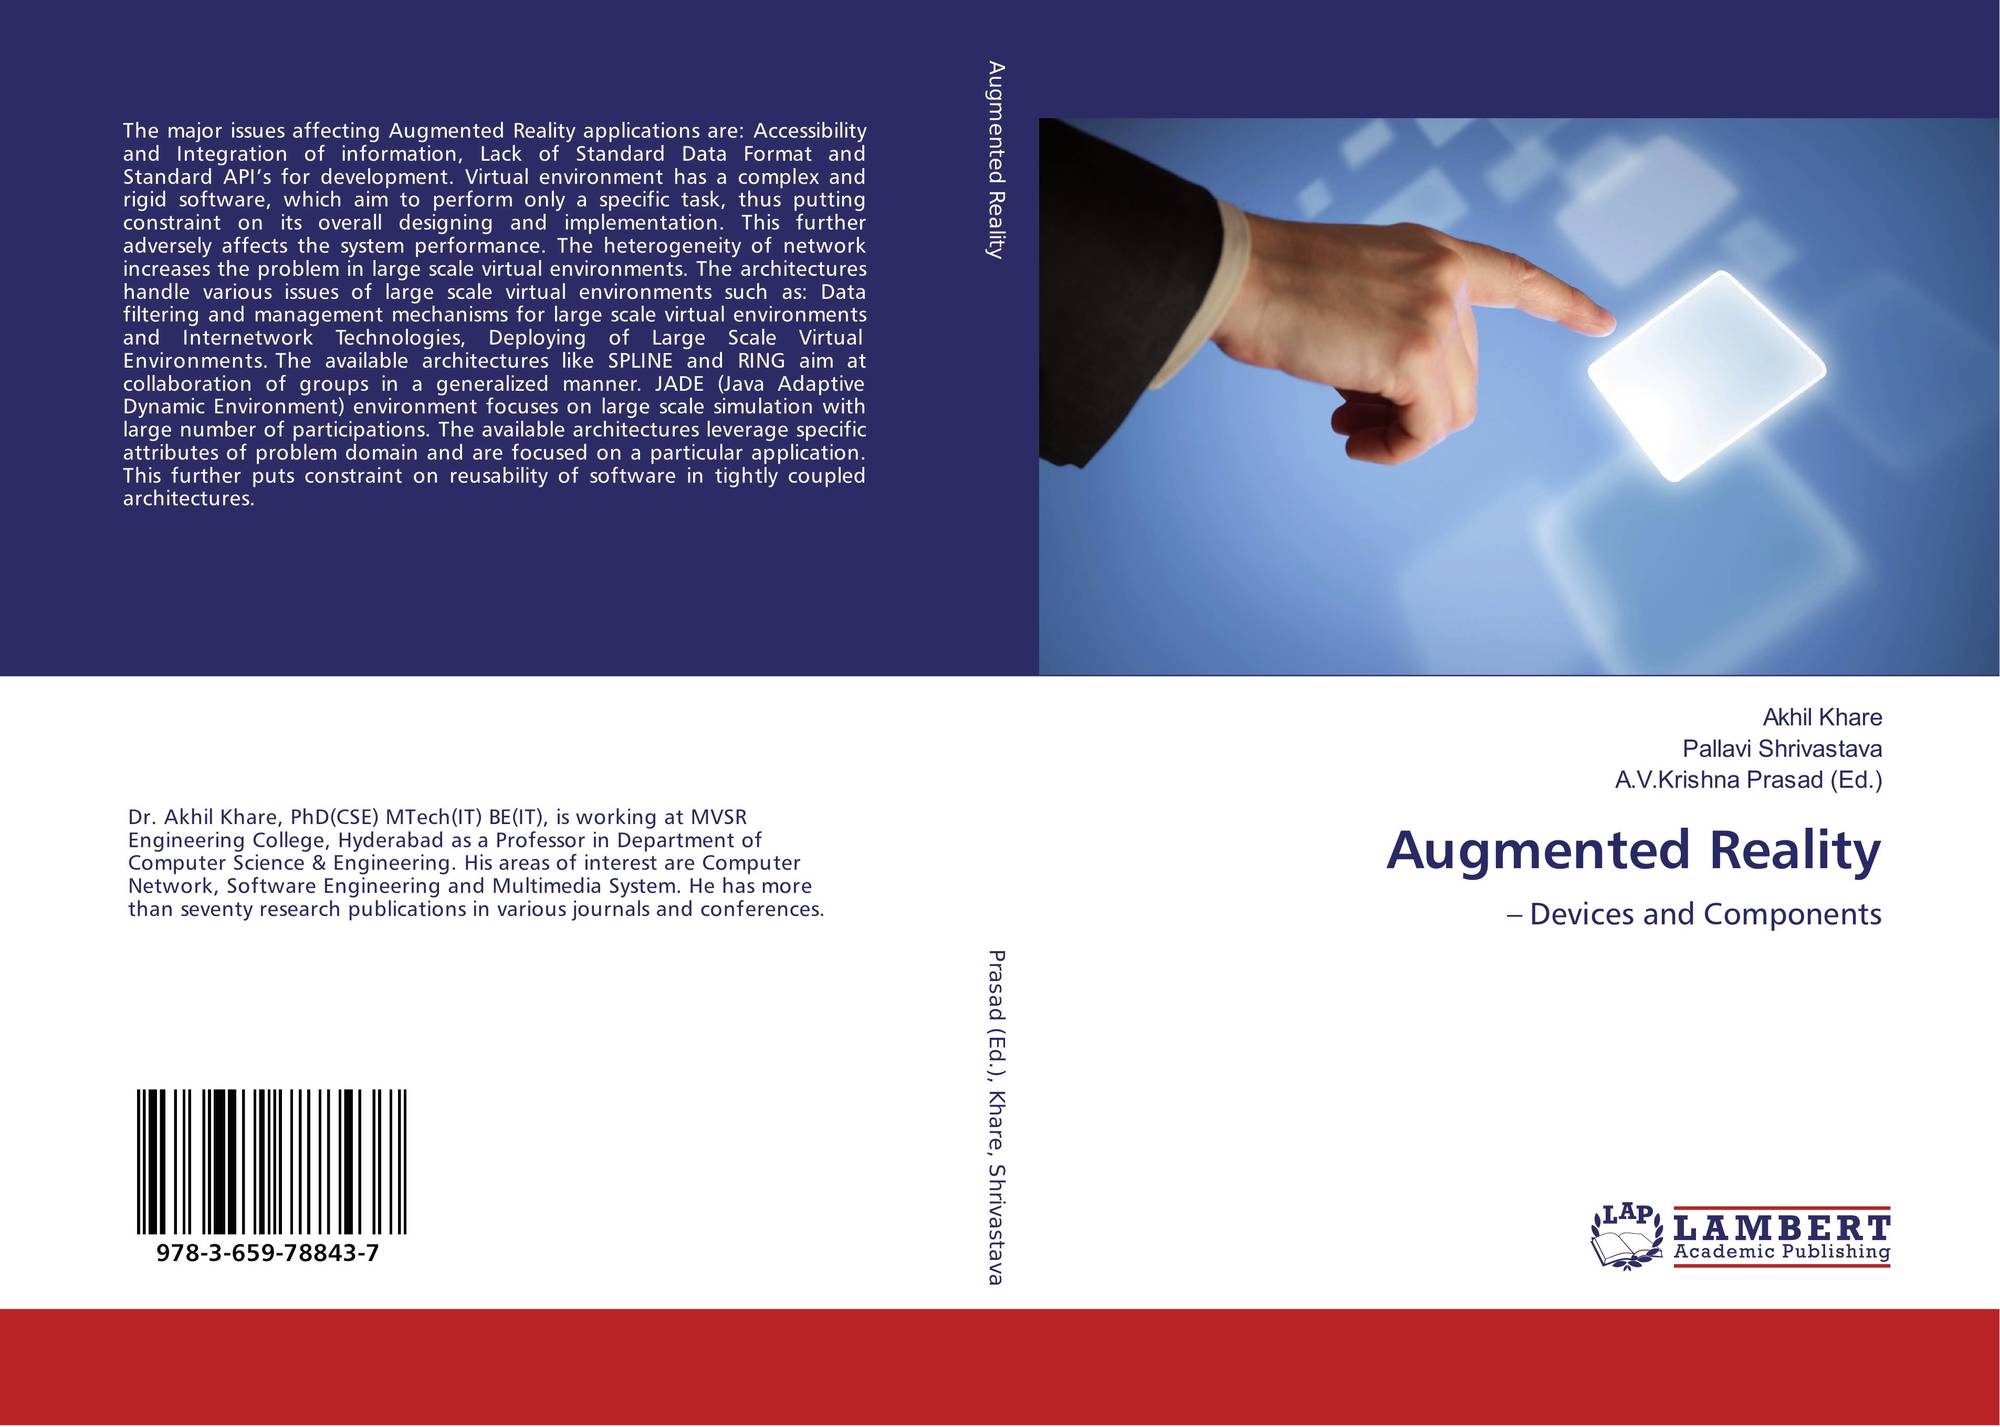 The major issues affecting Augmented Reality applications are: Accessibility
and Integration of information, Lack of Standard Data Format and
Standard API’s for development. Virtual environment has a complex and
rigid software, which aim to perform only a specific task, thus putting
constraint on its overall designing and implementation. This further
adversely affects the system performance. The heterogeneity of network
increases the problem in large scale virtual environments. The architectures
handle various issues of large scale virtual environments such as: Data
filtering and management mechanisms for large scale virtual environments
and Internetwork Technologies, Deploying of Large Scale Virtual
Environments. The available architectures like SPLINE and RING aim at
collaboration of groups in a generalized manner. JADE (Java Adaptive
Dynamic Environment) environment focuses on large scale simulation with
large number of participations. The available architectures leverage specific
attributes of problem domain and are focused on a particular application.
This further puts constraint on reusability of software in tightly coupled
architectures.
Dr. Akhil Khare, PhD(CSE) MTech(IT) BE(IT), is working at MVSR
Engineering College, Hyderabad as a Professor in Department of
Computer Science & Engineering. His areas of interest are Computer
Network, Software Engineering and Multimedia System. He has more
than seventy research publications in various journals and conferences.
978-3-659-78843-7
Augmented Reality
Prasad (Ed.), Khare, Shrivastava
Akhil Khare
Pallavi Shrivastava
A.V.Krishna Prasad (Ed.)
Augmented Reality
– Devices and Components
LAP
LAMBERT
Academic Publishing